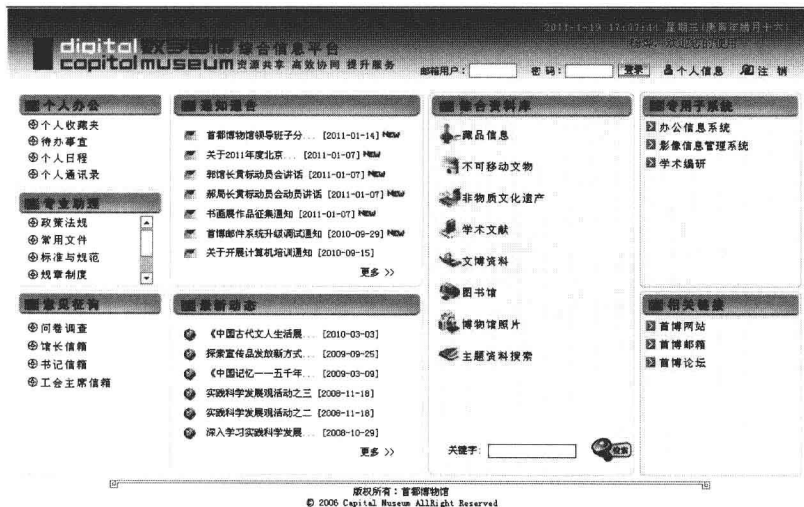 2011-1-19 17:07:44 星期三(庚寅年腊月十六)
digital 数字首博 综合信息平台
capital museum 资源共享 高效协同 提升服务
邮箱用户: 密 码: 登录 个人信息 注 销
个人办公
个人收藏夹
待办事宜
个人日程
个人通讯录
专业助理
政策法规
常用文件
标准与规范
规章制度
意见征询
问卷调查
馆长信箱
书记信箱
工会主席信箱
通知通告
首都博物馆领导班子分... [2011-01-14] NEW
关于2011年度北京... [2011-01-07] NEW
郭馆长贯标动员会讲话 [2011-01-07] NEW
郝局长贯标动员会动员讲话 [2011-01-07] NEW
书画展作品征集通知 [2011-01-07] NEW
首博邮件系统升级调试通知 [2010-09-29] NEW
关于开展计算机培训通知 [2010-09-15]
更多 >>
最新动态
《中国古代文人生活展... [2010-03-03]
探索宣传品发放新方式... [2009-09-25]
《中国记忆——五千年... [2009-03-09]
实践科学发展观活动之三 [2008-11-18]
实践科学发展观活动之二 [2008-11-18]
深入学习实践科学发展... [2008-10-29]
更多 >>
综合资料库
藏品信息
不可移动文物
非物质文化遗产
学术文献
文博资料
图书馆
博物馆照片
主题资料搜索
关键字: 检索
专用子系统
办公信息系统
影像信息管理系统
学术编研
相关链接
首博网站
首博邮箱
首博论坛
版权所有:首都博物馆
© 2006 Capital Museum AllRight Reserved